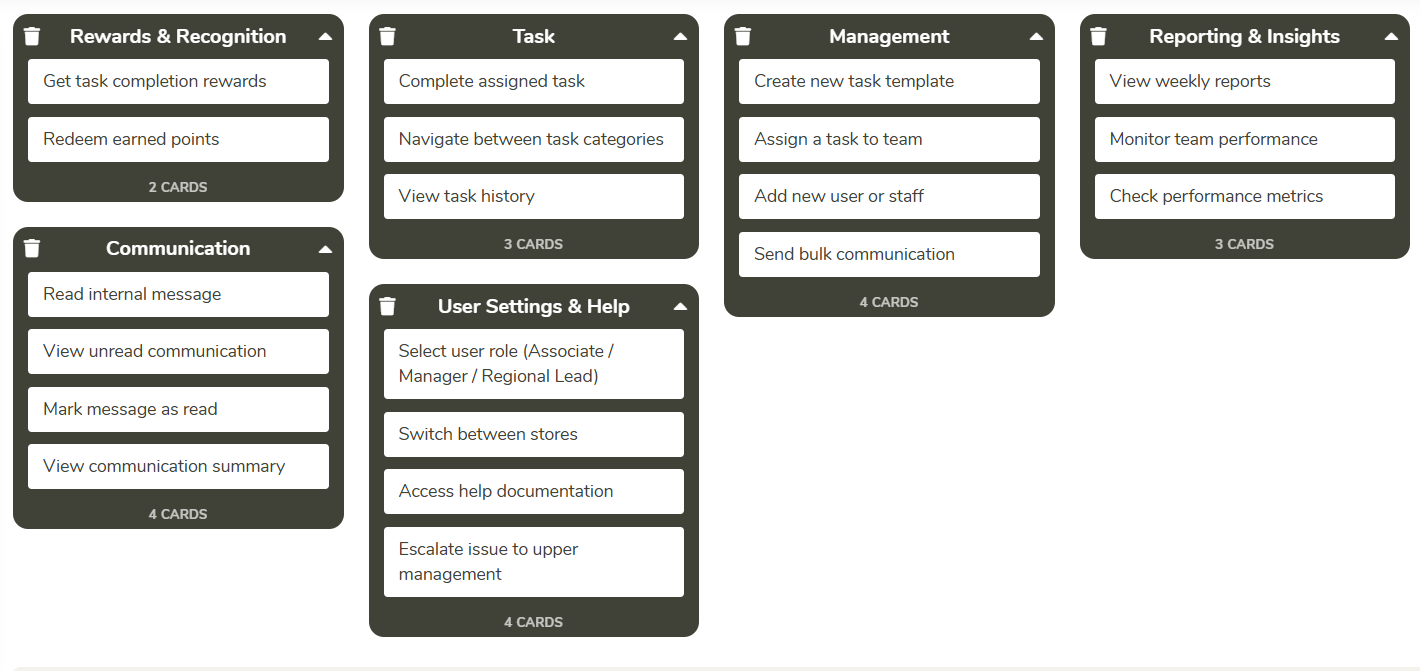 Rewards & Recognition
Get task completion rewards
Redeem earned points
2 CARDS
Communication
Read internal message
View unread communication
Mark message as read
View communication summary
4 CARDS
Task
Complete assigned task
Navigate between task categories
View task history
3 CARDS
User Settings & Help
Select user role (Associate /
Manager / Regional Lead)
Switch between stores
Access help documentation
Escalate issue to upper
management
4 CARDS
Management
Create new task template
Assign a task to team
Add new user or staff
Send bulk communication
4 CARDS
Reporting & Insights
View weekly reports
Monitor team performance
Check performance metrics
3 CARDS